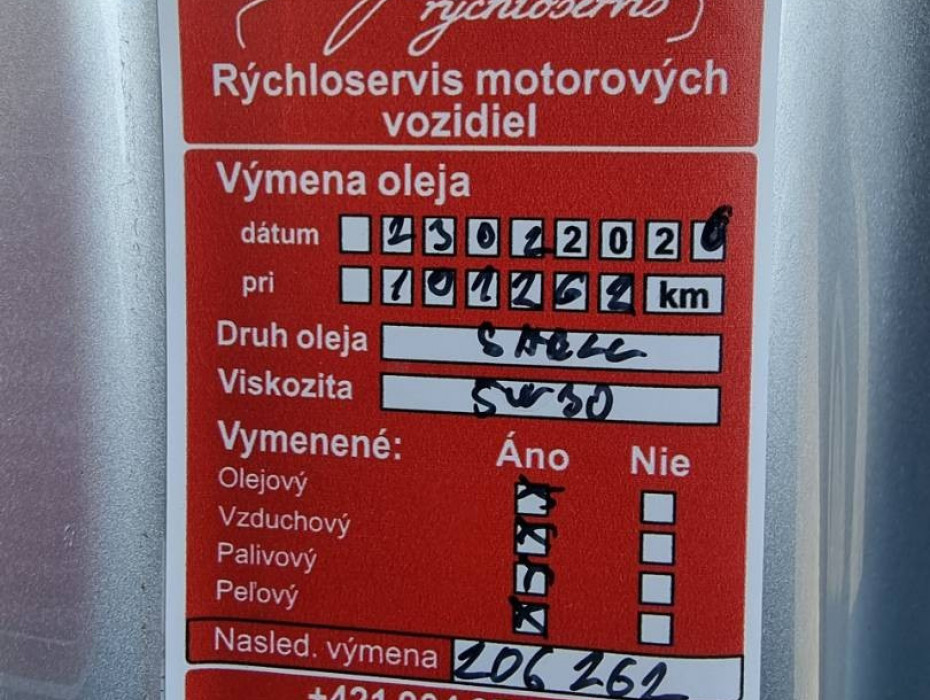 rýchloservis
Rýchloservis motorových
vozidiel
Výmena oleja
dátum 2 3 0 2 2 0 2 6
pri 1 0 1 2 6 2 km
Druh oleja SHELL
Viskozita 5W30
Vymenené: Áno Nie
Olejový
Vzduchový
Palivový
Peľový
Nasled. výmena 206 262